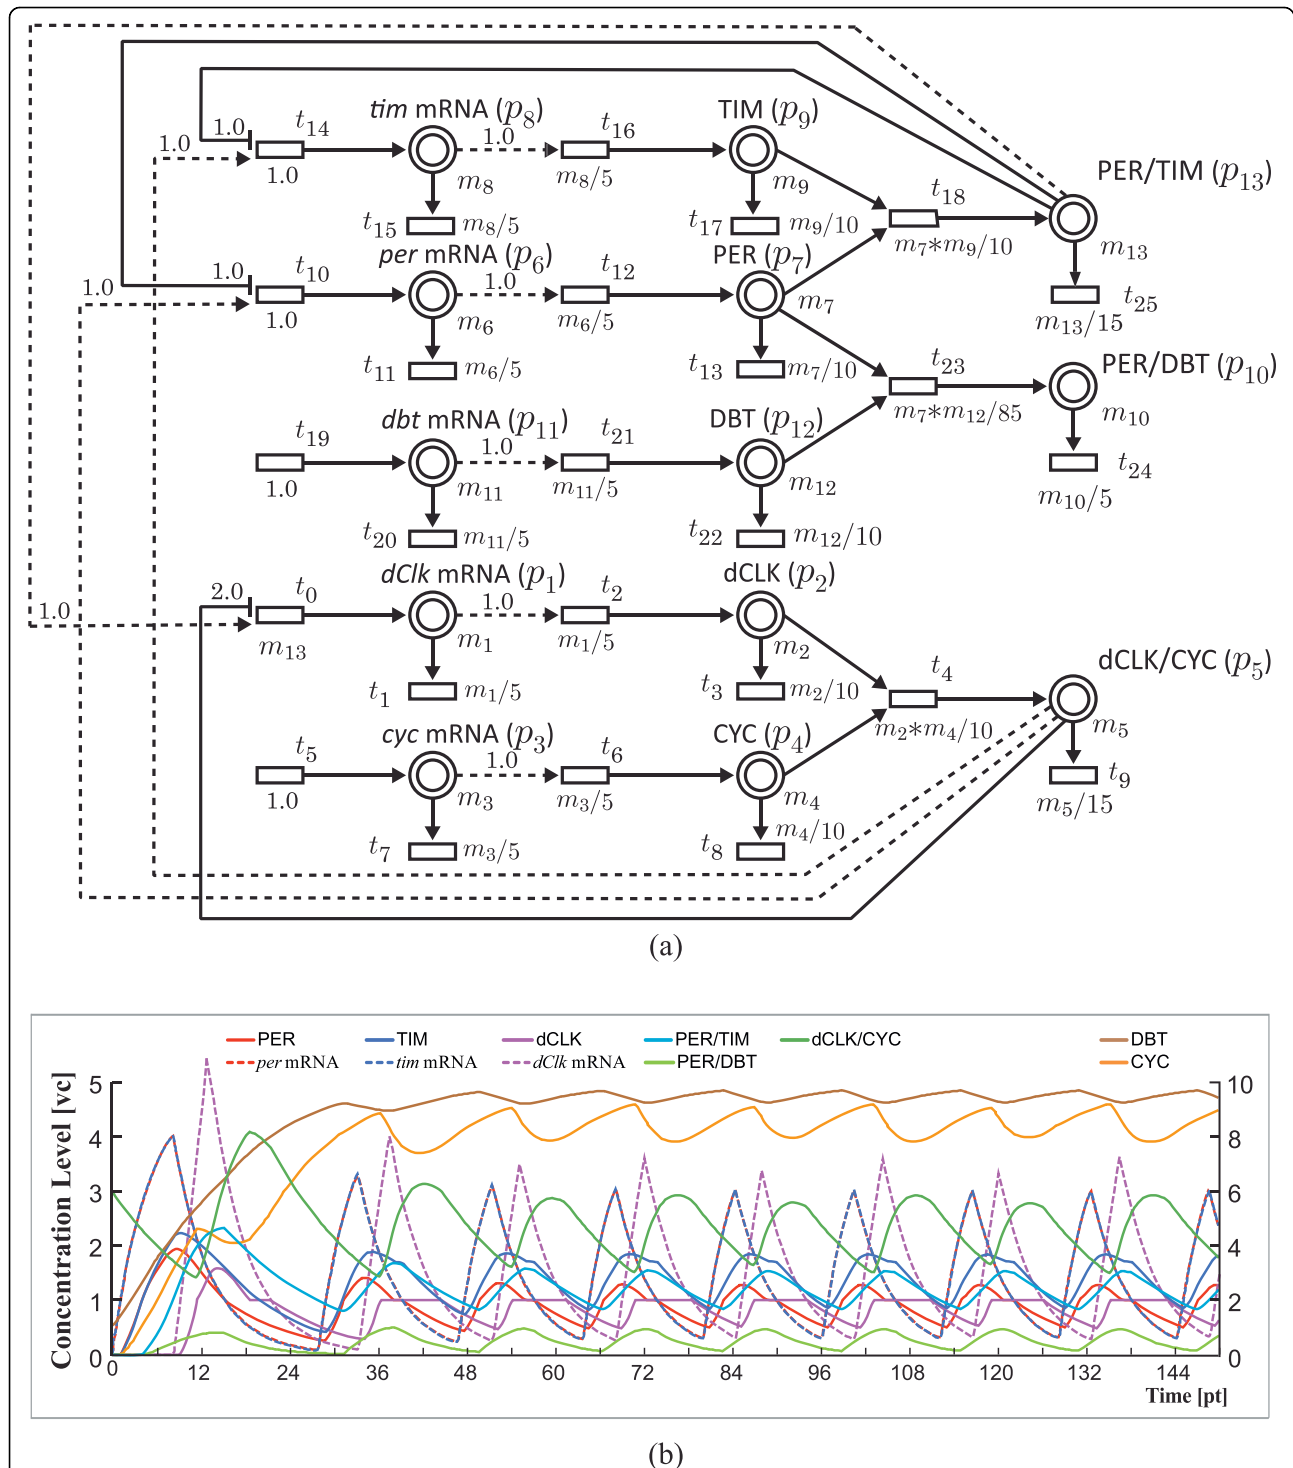 tim mRNA (p8)
TIM (p9)
1.0 1.0 t14 1.0 t16
PER/TIM (p13)
1.0 m8 m8/5 m9 t18
t15 m8/5 t17 m9/10 m7*m9/10 m13
per mRNA (p6) PER (p7)
1.0 1.0 t10 1.0 t12 t25
1.0 m6 m6/5 m7 m13/15
t11 m6/5 t13 m7/10 t23 PER/DBT (p10)
m7*m12/85 m10
dbt mRNA (p11) DBT (p12)
t19 1.0 t21 t24
1.0 m11 m11/5 m12 m10/5
t20 m11/5 t22 m12/10
dClk mRNA (p1) dCLK (p2)
2.0 t0 1.0 t2
1.0 m13 m1 m1/5 m2 t4 dCLK/CYC (p5)
t1 m1/5 t3 m2/10 m2*m4/10 m5
cyc mRNA (p3) CYC (p4)
t5 1.0 t6 t9
1.0 m3 m3/5 m4 m5/15
t7 m3/5 t8 m4/10
(a)
PER TIM dCLK PER/TIM dCLK/CYC DBT
per mRNA tim mRNA dClk mRNA PER/DBT CYC
Concentration Level [vc]
5 10
4 8
3 6
2 4
1 2
0 0
0 12 24 36 48 60 72 84 96 108 120 132 144
Time [pt]
(b)